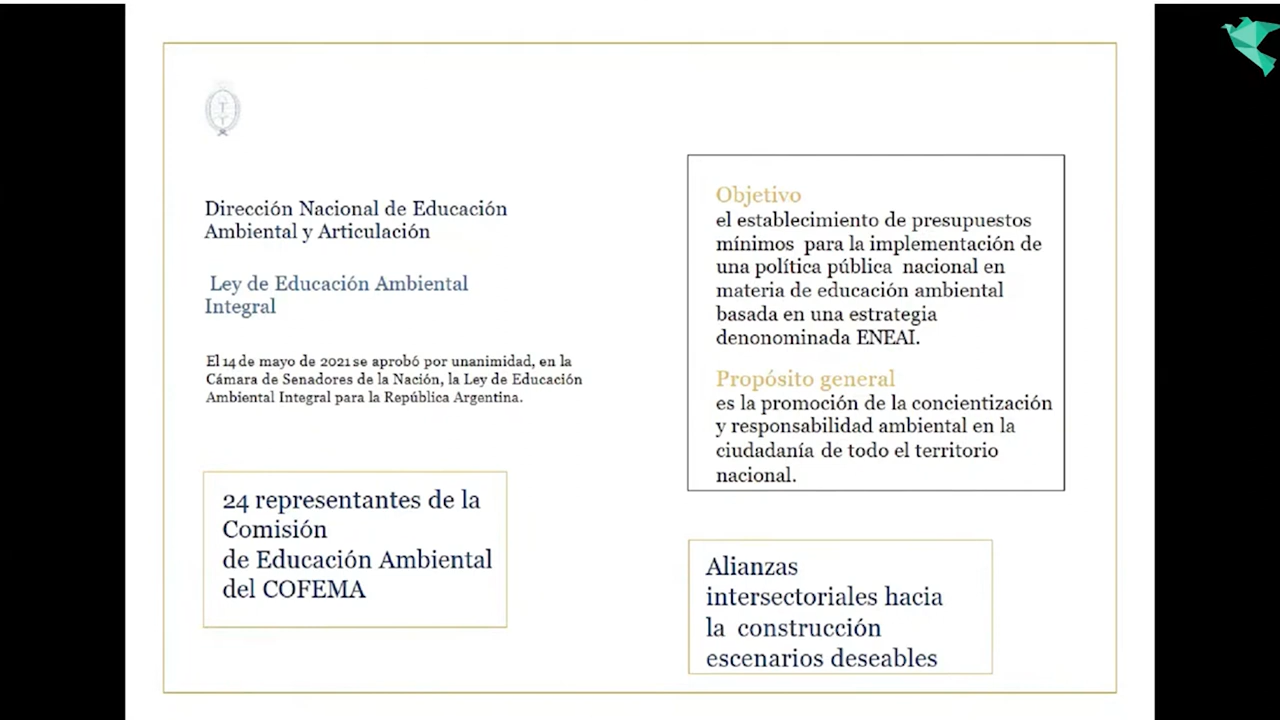 Dirección Nacional de Educación
Ambiental y Articulación
Ley de Educación Ambiental
Integral
El 14 de mayo de 2021 se aprobó por unanimidad, en la
Cámara de Senadores de la Nación, la Ley de Educación
Ambiental Integral para la República Argentina.
24 representantes de la
Comisión
de Educación Ambiental
del COFEMA
Objetivo
el establecimiento de presupuestos
mínimos para la implementación de
una política pública nacional en
materia de educación ambiental
basada en una estrategia
denonominada ENEAI.
Propósito general
es la promoción de la concientización
y responsabilidad ambiental en la
ciudadanía de todo el territorio
nacional.
Alianzas
intersectoriales hacia
la construcción
escenarios deseables